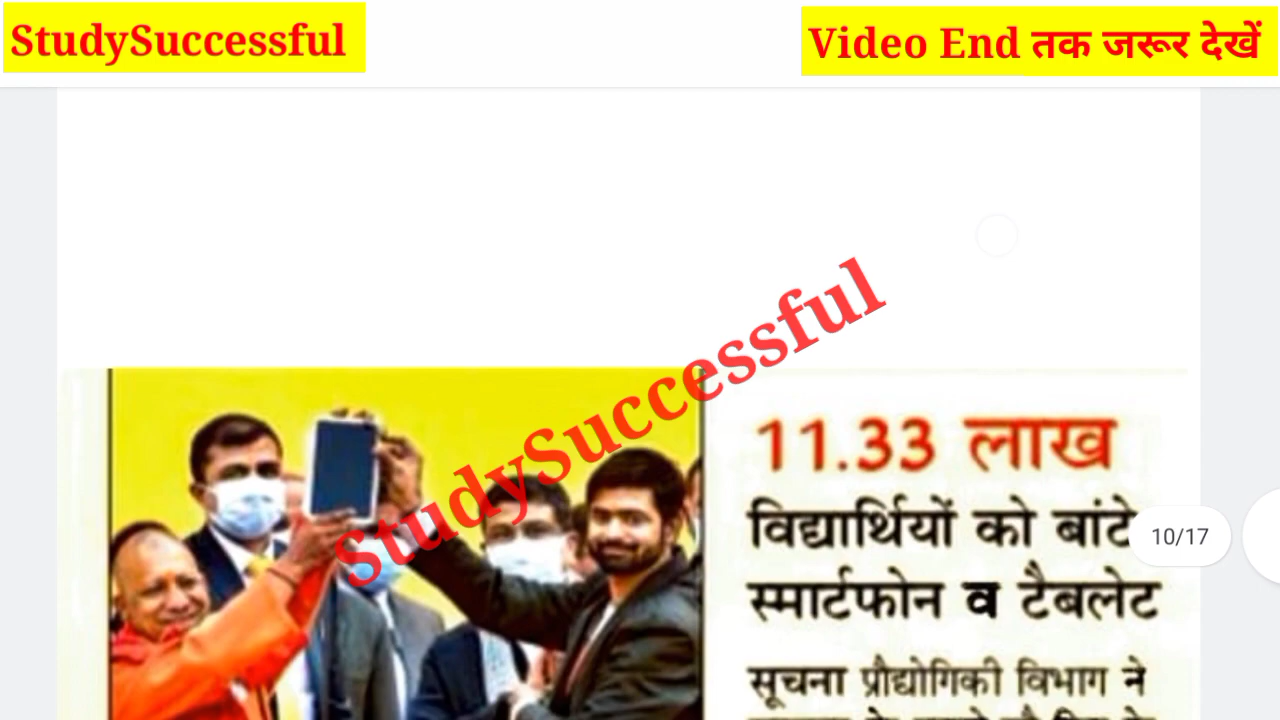 StudySuccessful
Video End तक जरूर देखें
StudySuccessful
11.33 लाख
विद्यार्थियों को बांटे
स्मार्टफोन व टैबलेट
10/17
सूचना प्रौद्योगिकी विभाग ने